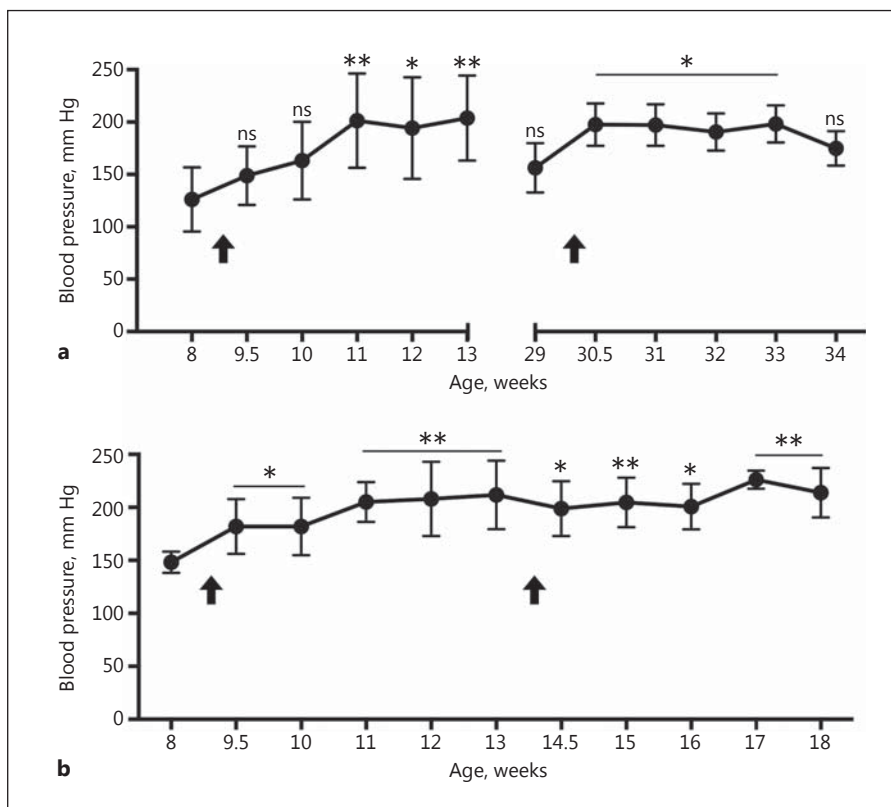 ** * **
*
250
200
150
100
50
0
Blood pressure, mm Hg
ns ns
ns ns
8 9.5 10 11 12 13 29 30.5 31 32 33 34
a
Age, weeks
** **
* * ** *
250
200
150
100
50
0
Blood pressure, mm Hg
8 9.5 10 11 12 13 14.5 15 16 17 18
b
Age, weeks